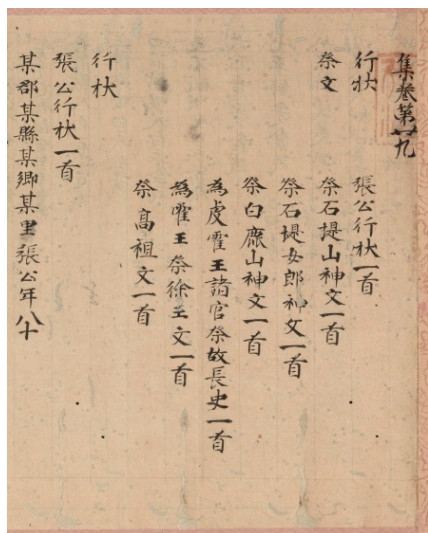 集卷第廿九
行狀 張公行狀一首
祭文 祭石堤山神文一首
祭石堤女郎神文一首
祭白鹿山神文一首
為虔霍王諸官祭故長史一首
為霍王祭徐王文一首
祭高祖文一首
行狀
張公行狀一首
某郡某縣某鄉某里張公年八十